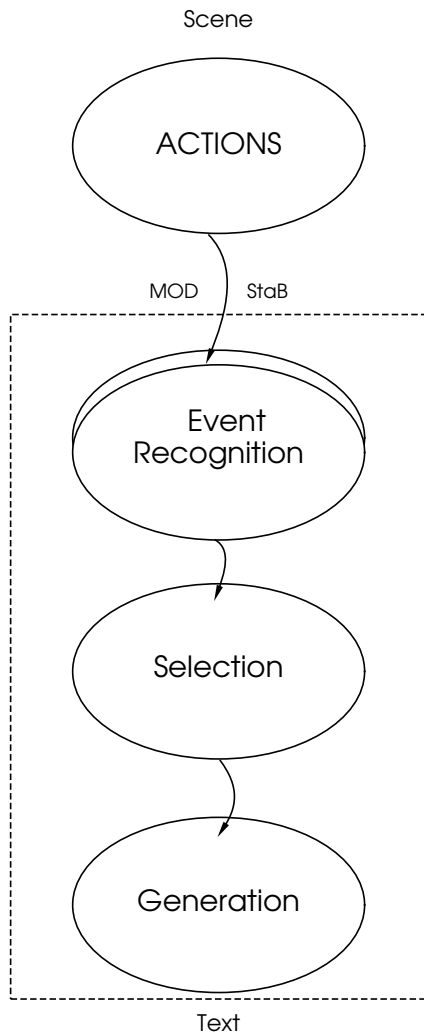 Scene
ACTIONS
MOD StaB
Event
Recognition
Selection
Generation
Text